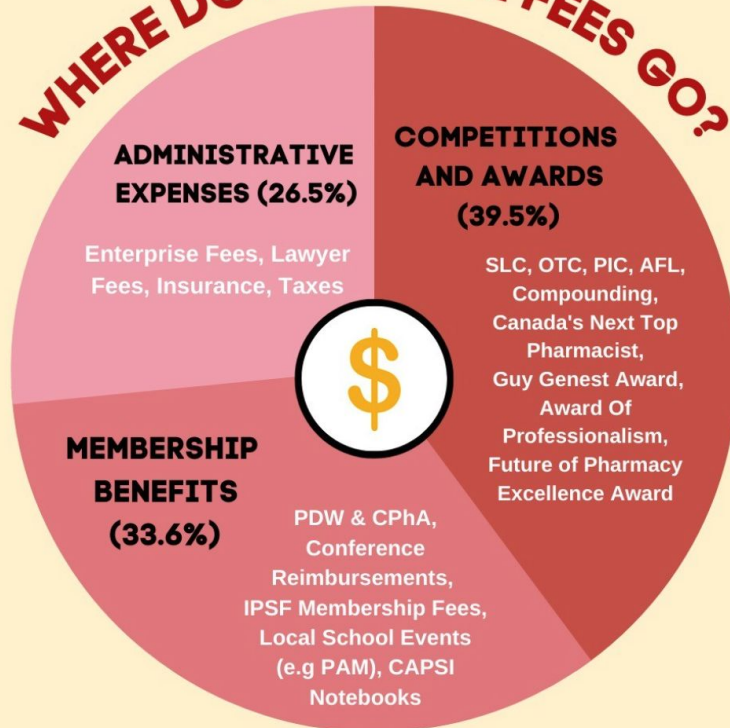 WHERE DO FEES GO?
ADMINISTRATIVE
EXPENSES (26.5%)
Enterprise Fees, Lawyer
Fees, Insurance, Taxes
COMPETITIONS
AND AWARDS
(39.5%)
SLC, OTC, PIC, AFL,
Compounding,
Canada's Next Top
Pharmacist,
Guy Genest Award,
Award Of
Professionalism,
Future of Pharmacy
Excellence Award
$
MEMBERSHIP
BENEFITS
(33.6%)
PDW & CPhA,
Conference
Reimbursements,
IPSF Membership Fees,
Local School Events
(e.g PAM), CAPSI
Notebooks